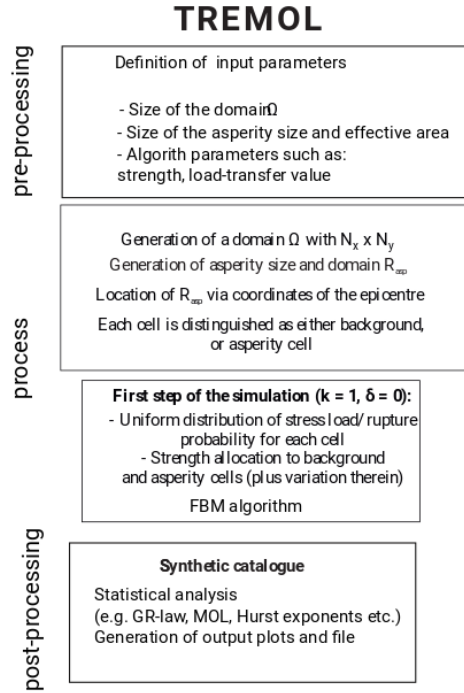 TREMOL
pre-processing
Definition of input parameters
- Size of the domainΩ
- Size of the asperity size and effective area
- Algorith parameters such as:
strength, load-transfer value
process
Generation of a domain Ω with Nx x Ny
Generation of asperity size and domain Rasp
Location of Rasp via coordinates of the epicentre
Each cell is distinguished as either background,
or asperity cell
First step of the simulation (k = 1, δ = 0):
- Uniform distribution of stress load/ rupture
probability for each cell
- Strength allocation to background
and asperity cells (plus variation therein)
FBM algorithm
post-processing
Synthetic catalogue
Statistical analysis
(e.g. GR-law, MOL, Hurst exponents etc.)
Generation of output plots and file